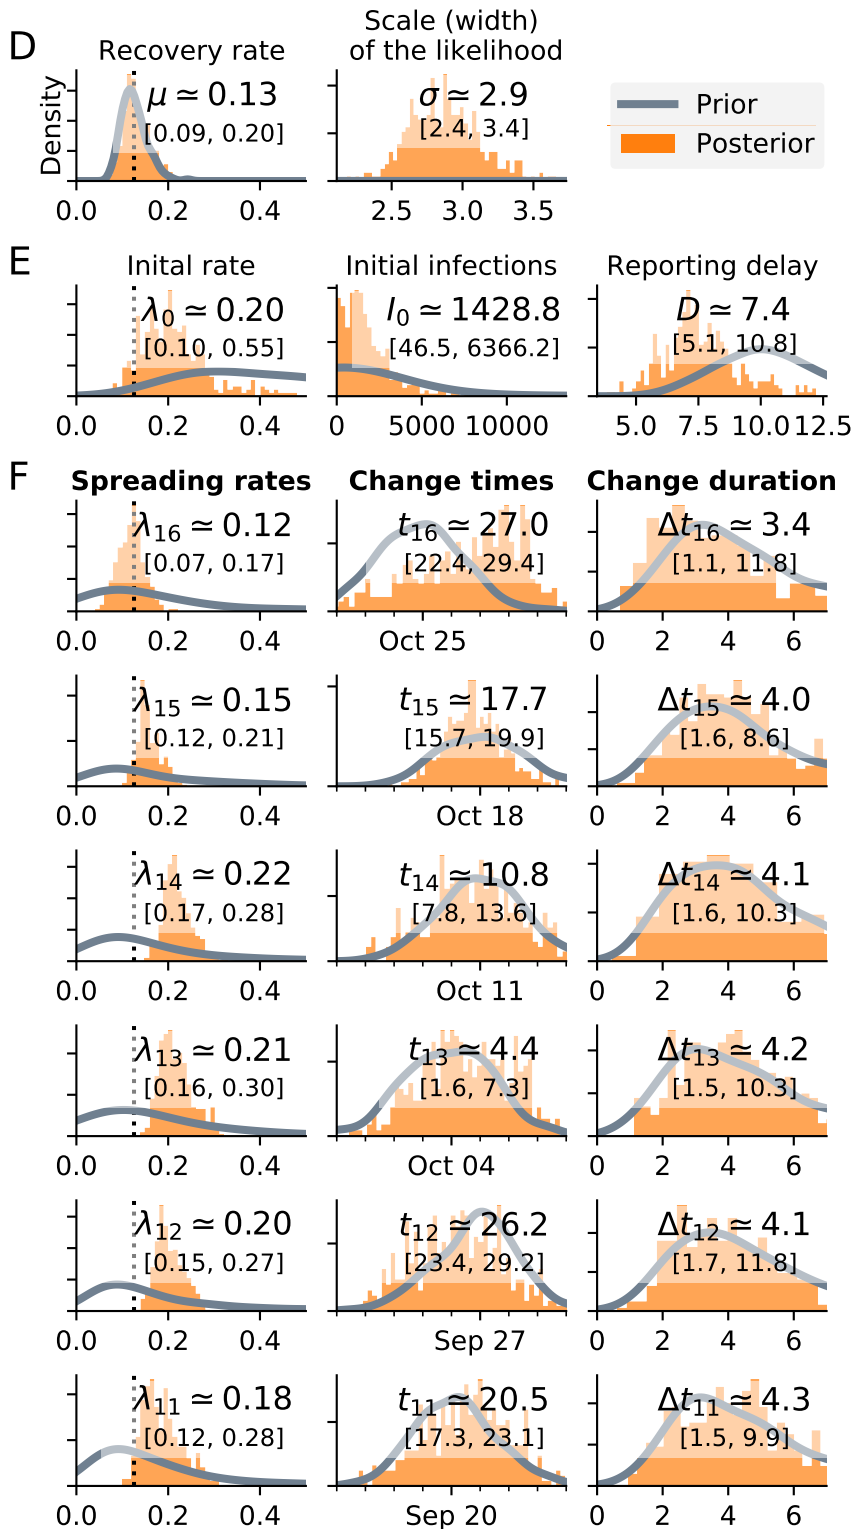 D
Recovery rate
Scale (width)
of the likelihood
Density
μ ≃ 0.13
[0.09, 0.20]
0.0 0.4
σ ≃ 2.9
[2.4, 3.4]
2.5 3.0 3.5
Prior
Posterior
E
Inital rate
λ0 ≃ 0.20
[0.10, 0.55]
0.0 0.2 0.4
Initial infections
I0 ≃ 1428.8
[46.5, 6366.2]
0 5000 10000
Reporting delay
D ≃ 7.4
[5.1, 10.8]
5.0 7.5 10.0 12.5
F
Spreading rates Change times Change duration
λ16 ≃ 0.12
[0.07, 0.17]
0.0 0.2 0.4
t16 ≃ 27.0
[22.4, 29.4]
Oct 25
Δt16 ≃ 3.4
[1.1, 11.8]
0 2 4 6
λ15 ≃ 0.15
[0.12, 0.21]
0.0 0.2 0.4
t15 ≃ 17.7
[15.7, 19.9]
Oct 18
Δt15 ≃ 4.0
[1.6, 8.6]
0 2 4 6
λ14 ≃ 0.22
[0.17, 0.28]
0.0 0.2 0.4
t14 ≃ 10.8
[7.8, 13.6]
Oct 11
Δt14 ≃ 4.1
[1.6, 10.3]
0 2 4 6
λ13 ≃ 0.21
[0.16, 0.30]
0.0 0.2 0.4
t13 ≃ 4.4
[1.6, 7.3]
Oct 04
Δt13 ≃ 4.2
[1.5, 10.3]
0 2 4 6
λ12 ≃ 0.20
[0.15, 0.27]
0.0 0.2 0.4
t12 ≃ 26.2
[23.4, 29.2]
Sep 27
Δt12 ≃ 4.1
[1.7, 11.8]
0 2 4 6
λ11 ≃ 0.18
[0.12, 0.28]
0.0 0.2 0.4
t11 ≃ 20.5
[17.3, 23.1]
Sep 20
Δt11 ≃ 4.3
[1.5, 9.9]
0 2 4 6